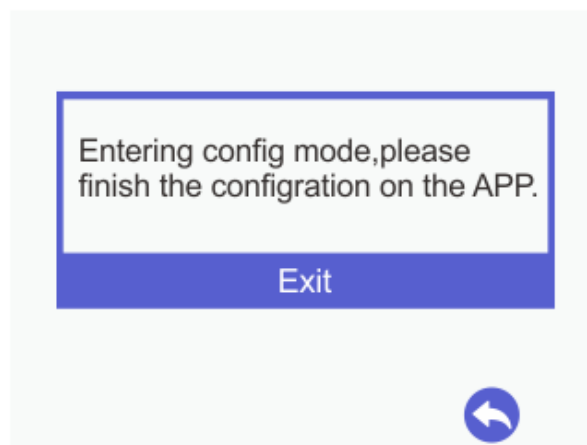 Entering config mode,please
finish the configration on the APP.
Exit